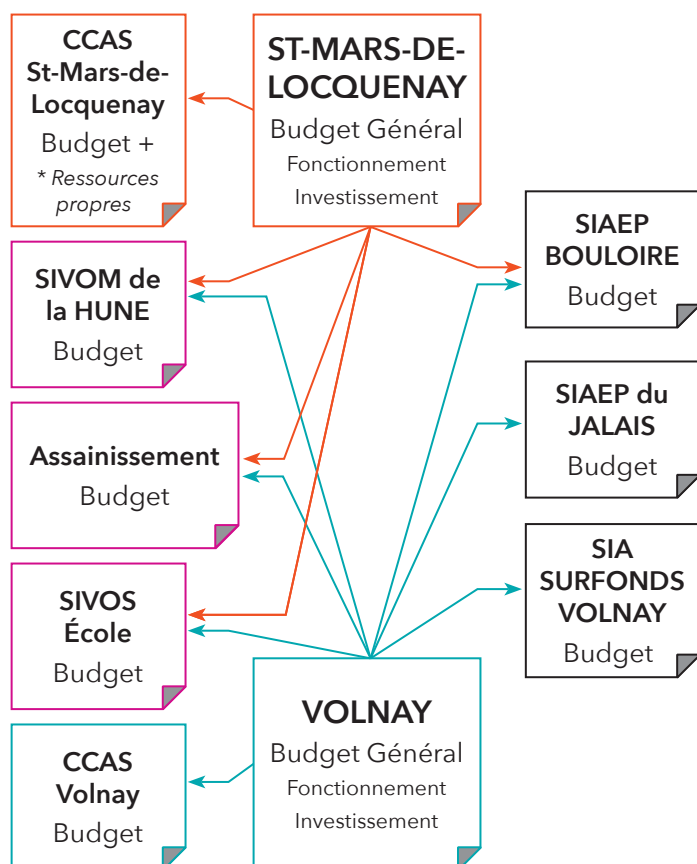 CCAS
St-Mars-de-
Locquenay
Budget +
* Ressources
propres
ST-MARS-DE-
LOCQUENAY
Budget Général
Fonctionnement
Investissement
SIVOM de
la HUNE
Budget
SIAEP
BOULOIRE
Budget
Assainissement
Budget
SIAEP du
JALAIS
Budget
SIVOS
École
Budget
SIA
SURFONDS
VOLNAY
Budget
VOLNAY
Budget Général
Fonctionnement
Investissement
CCAS
Volnay
Budget